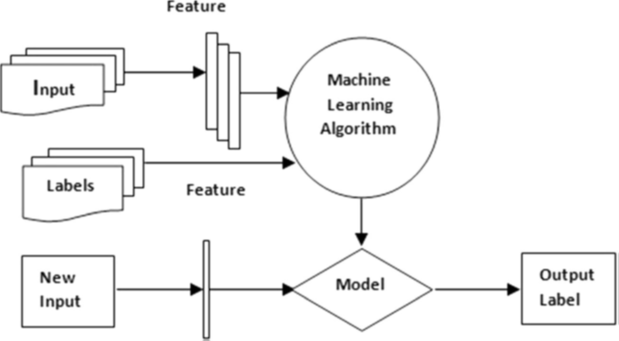 Feature
Input
Machine
Learning
Algorithm
Labels
Feature
New
Input
Model
Output
Label